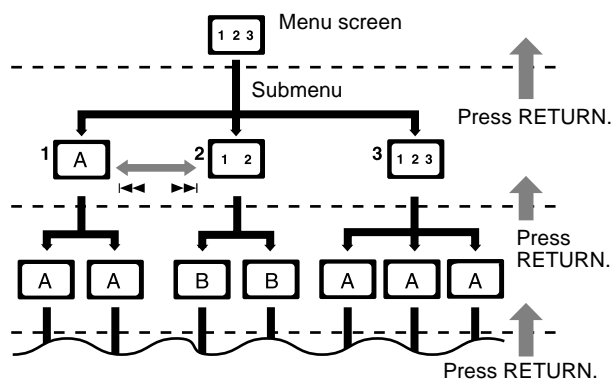 1 2 3 Menu screen
Submenu
Press RETURN.
1 A 2 1 2 3 1 2 3
Press
RETURN.
A A B B A A A
Press RETURN.